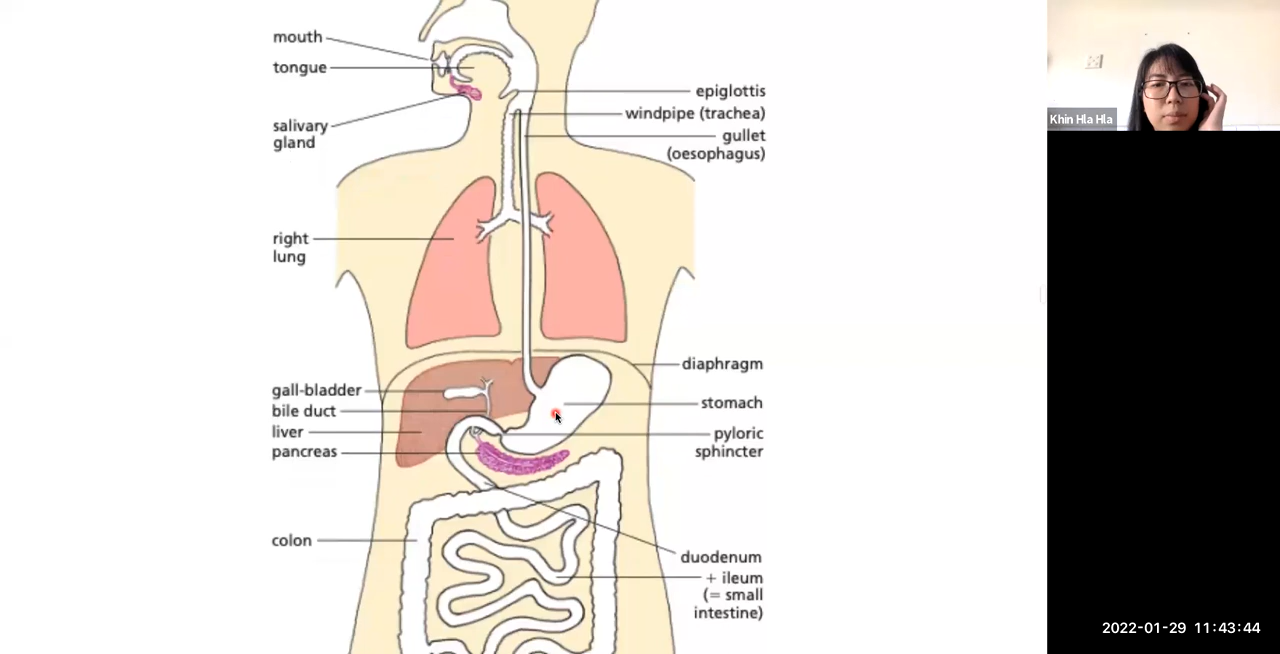 mouth
tongue
salivary
gland
right
lung
gall-bladder
bile duct
liver
pancreas
colon
epiglottis
windpipe (trachea)
gullet
(oesophagus)
diaphragm
stomach
pyloric
sphincter
duodenum
+ ileum
(= small
intestine)
Khin Hla Hla
2022-01-29 11:43:44